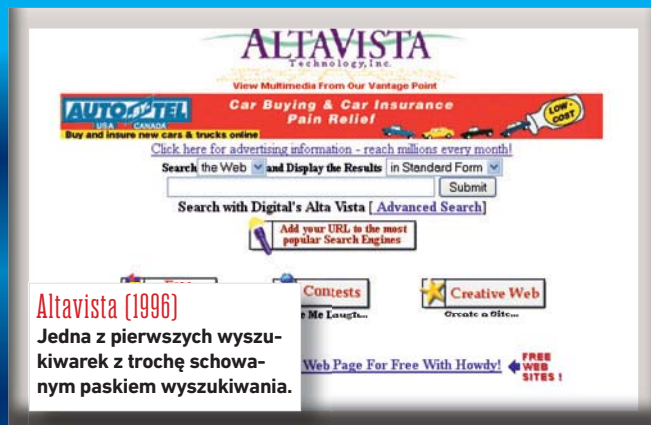 ALTAVISTA
Technology, Inc.
View Multimedia From Our Vantage Point
AUTO TEL
USA CANADA
Buy and insure new cars & trucks online
Car Buying & Car Insurance
Pain Relief
LOW-
COST
Click here for advertising information - reach millions every month!
Search the Web and Display the Results in Standard Form
Submit
Search with Digital's Alta Vista [ Advanced Search]
Add your URL to the most
popular Search Engines
Contests
Creative Web
Me Laugh...
Create a Site...
Web Page For Free With Howdy!
FREE
WEB
SITES !
Altavista (1996)
Jedna z pierwszych wyszu-
kiwarek z trochę schowa-
nym paskiem wyszukiwania.